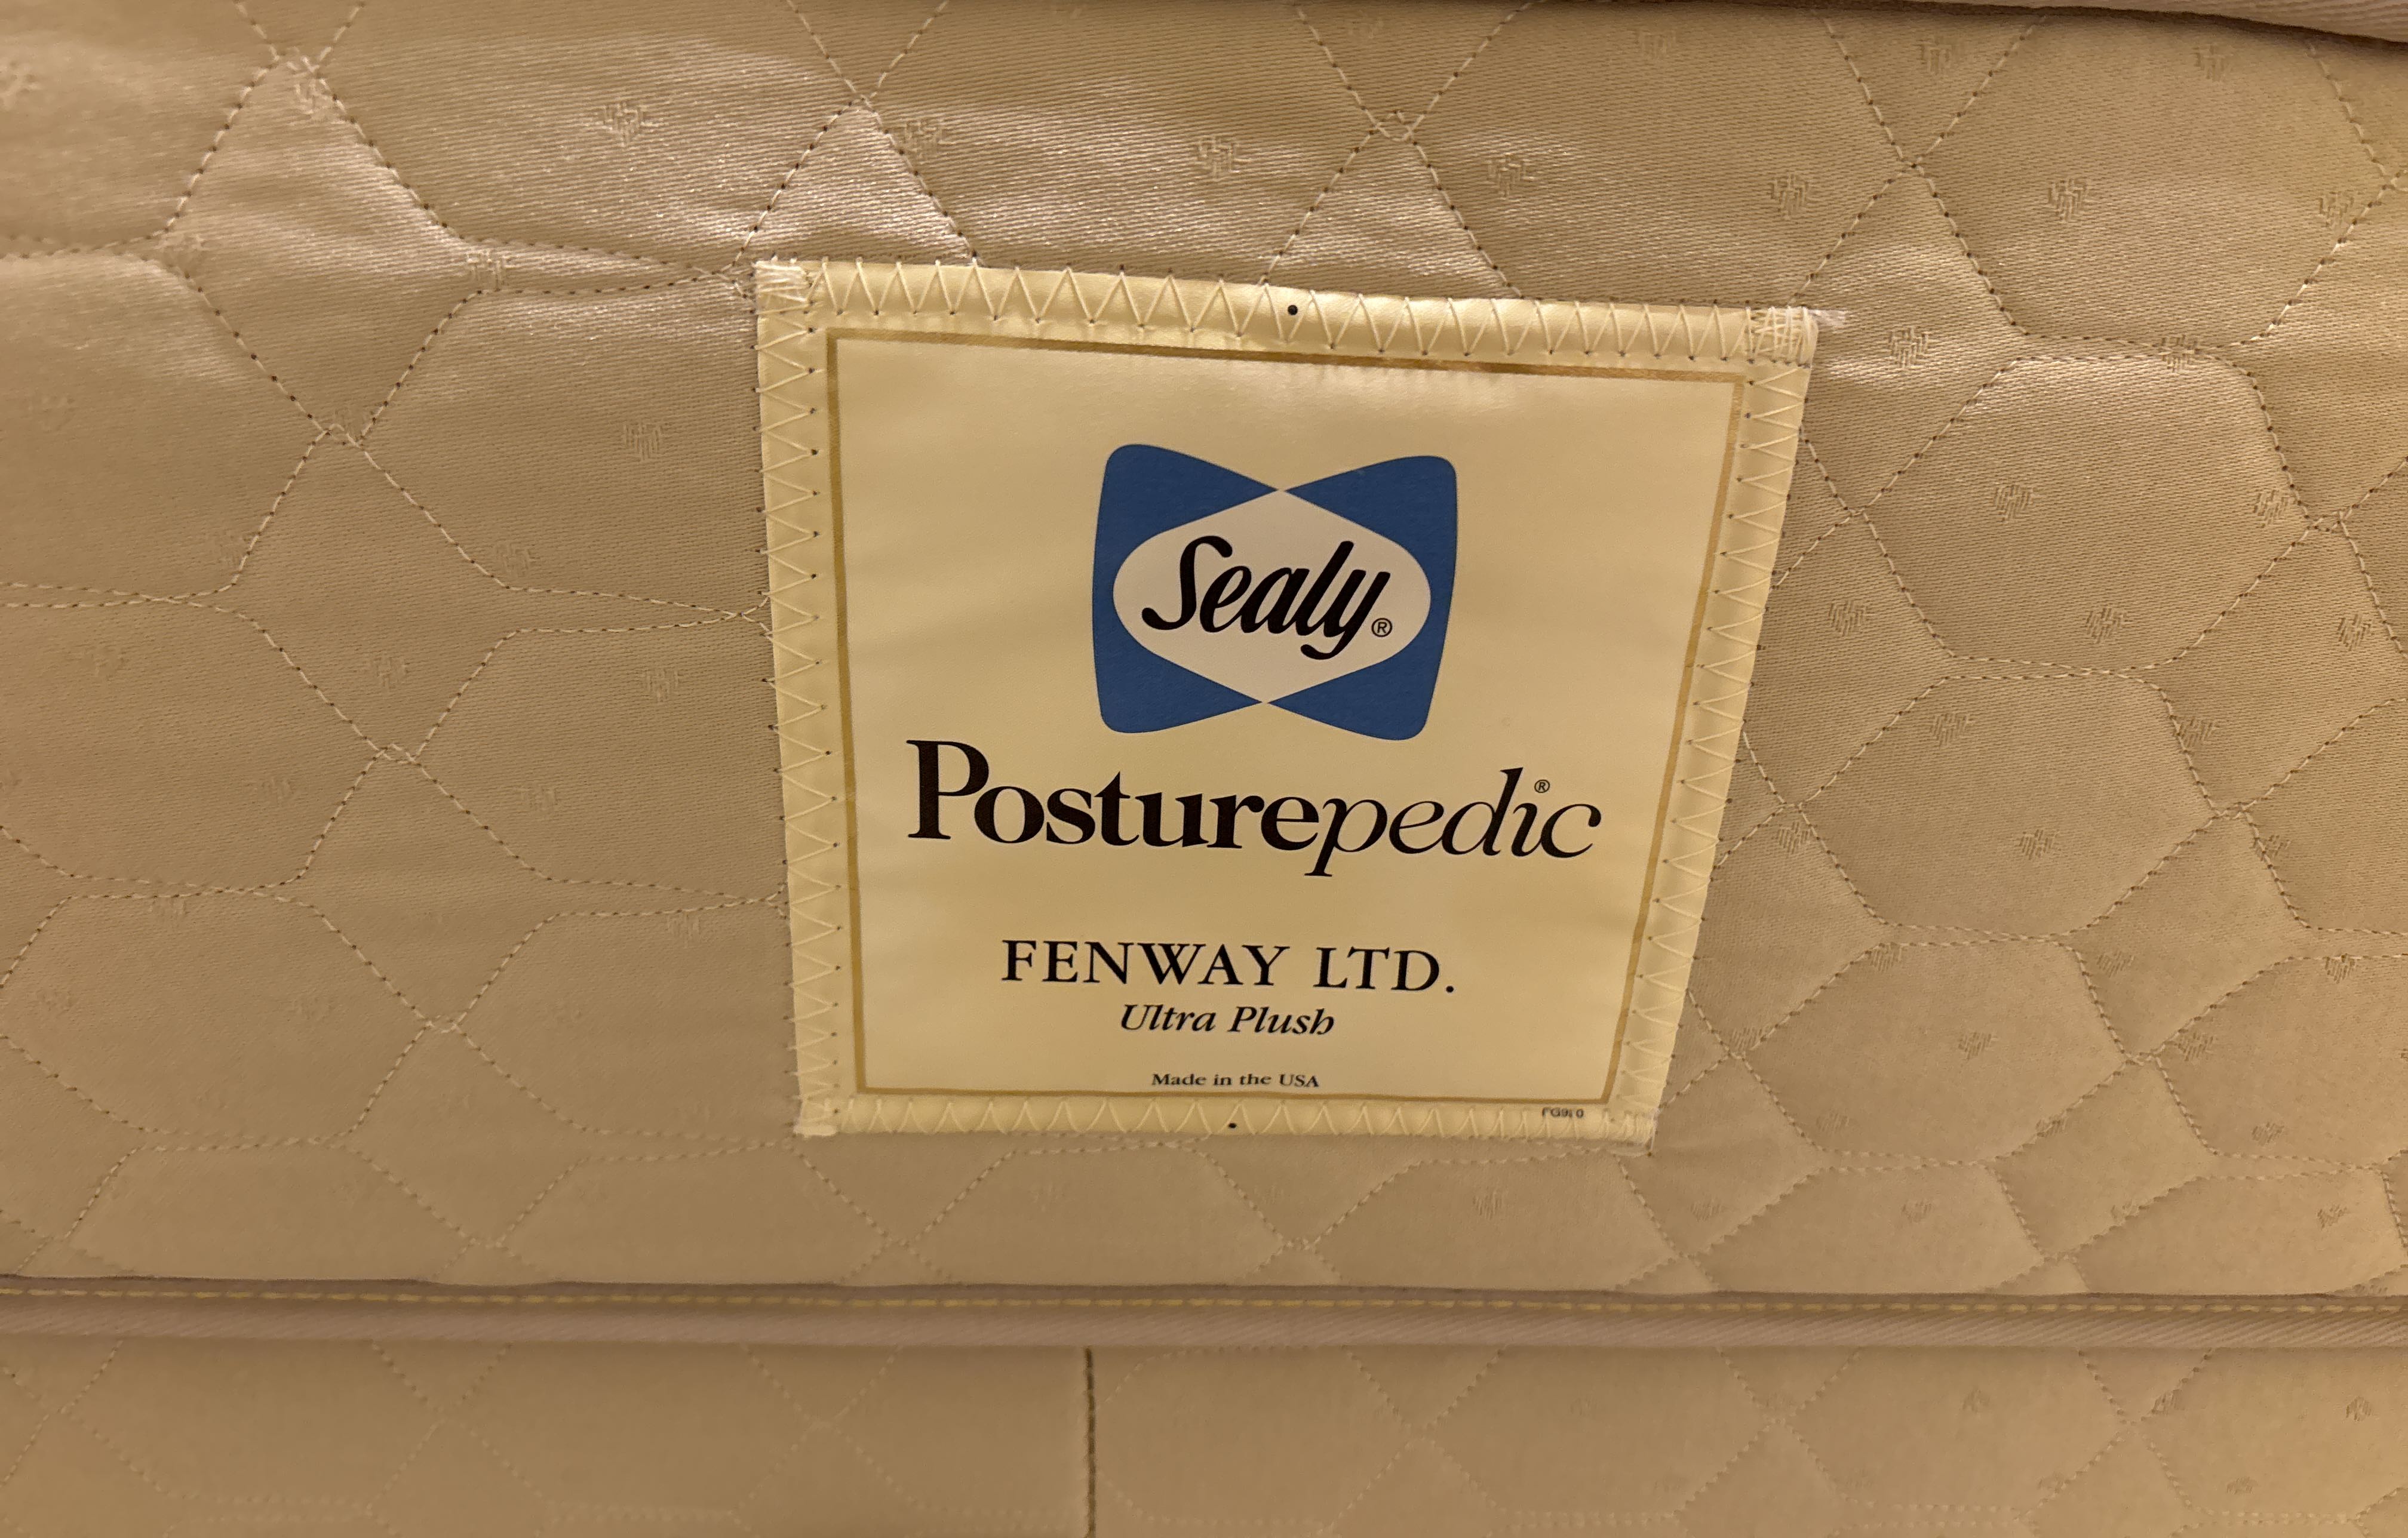 Sealy®
Posturepedic®
FENWAY LTD.
Ultra Plush
Made in the USA